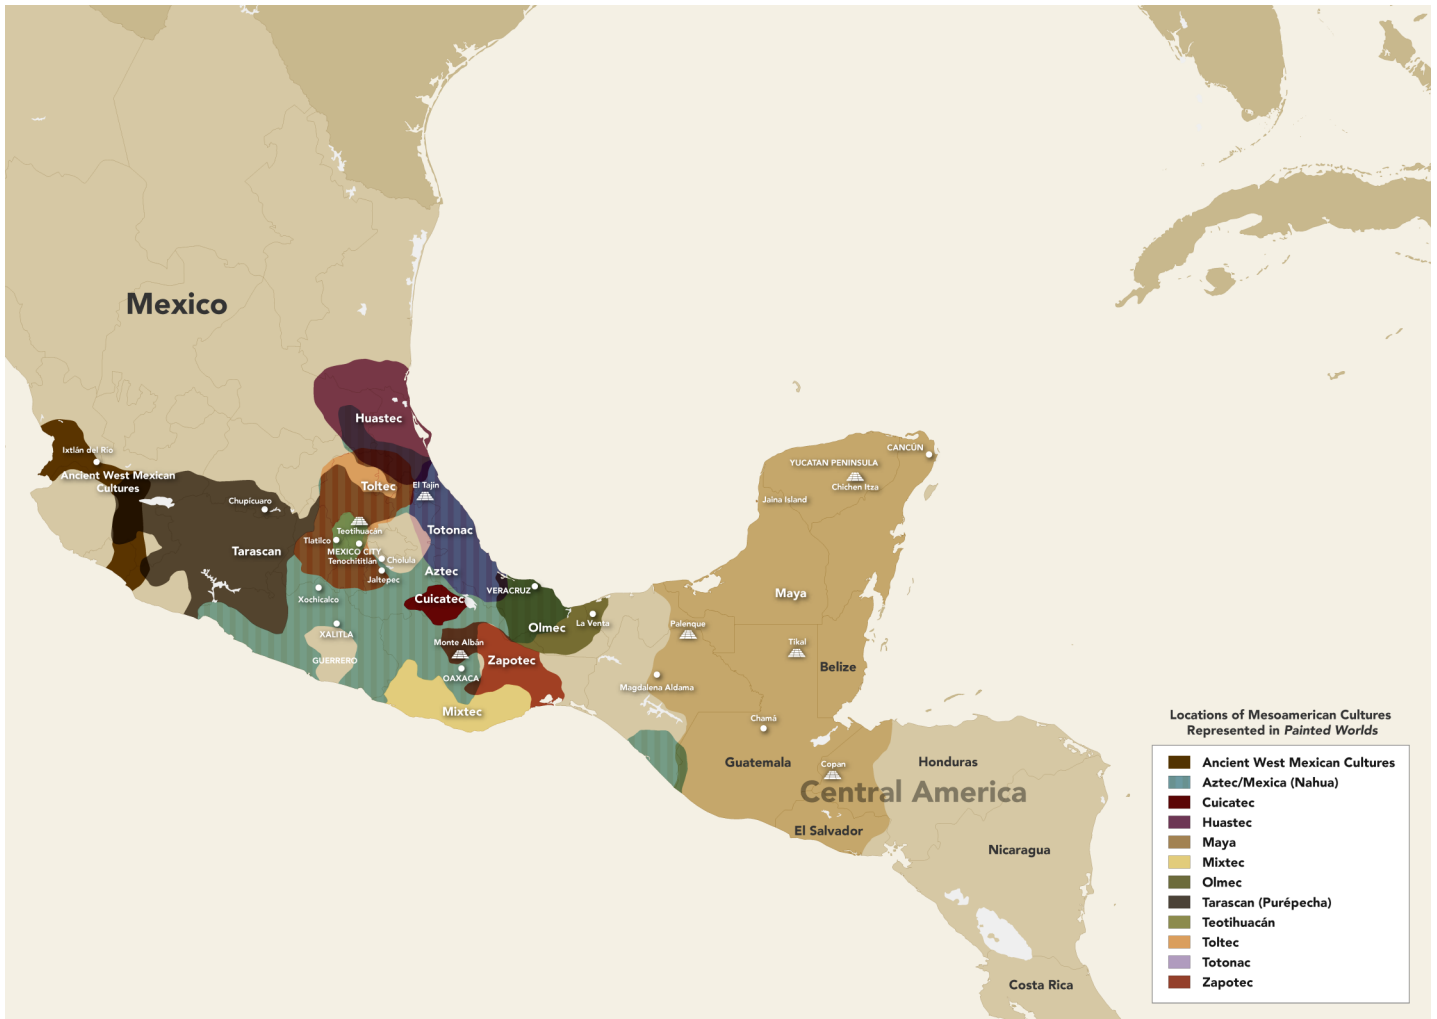 Mexico
Huastec
Ixtlán del Río
Ancient West Mexican
Cultures
Toltec
El Tajín
Chupícuaro
Totonac
Teotihuacán
Tlatilco
MEXICO CITY
Tenochtitlán
Cholula
Tarascan
Jaltepec
Aztec
Xochicalco
Cuicatec
VERACRUZ
XALITLA
Olmec
La Venta
GUERRERO
Monte Albán
Zapotec
OAXACA
Mixtec
CANCÚN
YUCATAN PENINSULA
Chichen Itza
Jaina Island
Maya
Palenque
Tikal
Belize
Magdalena Aldama
Chamá
Guatemala
Copan
Honduras
Central America
El Salvador
Nicaragua
Costa Rica
Locations of Mesoamerican Cultures
Represented in Painted Worlds
Ancient West Mexican Cultures
Aztec/Mexica (Nahua)
Cuicatec
Huastec
Maya
Mixtec
Olmec
Tarascan (Purépecha)
Teotihuacán
Toltec
Totonac
Zapotec